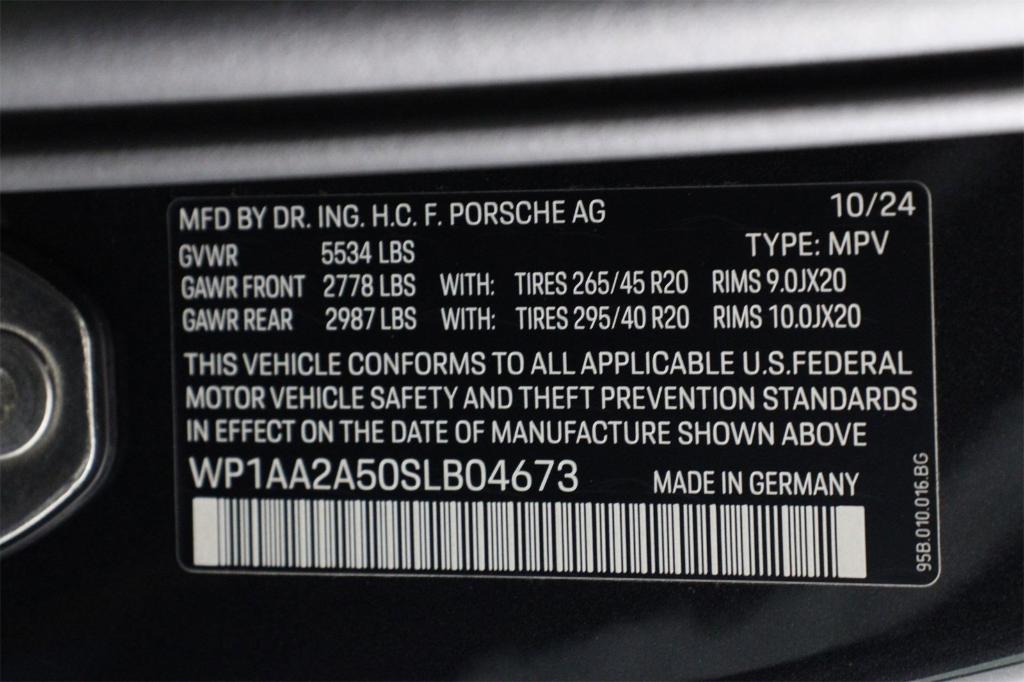 MFD BY DR. ING. H.C. F. PORSCHE AG 10/24
GVWR 5534 LBS TYPE: MPV
GAWR FRONT 2778 LBS WITH: TIRES 265/45 R20 RIMS 9.0JX20
GAWR REAR 2987 LBS WITH: TIRES 295/40 R20 RIMS 10.0JX20
THIS VEHICLE CONFORMS TO ALL APPLICABLE U.S.FEDERAL
MOTOR VEHICLE SAFETY AND THEFT PREVENTION STANDARDS
IN EFFECT ON THE DATE OF MANUFACTURE SHOWN ABOVE
WP1AA2A50SLB04673 MADE IN GERMANY
95B.010.016.BG